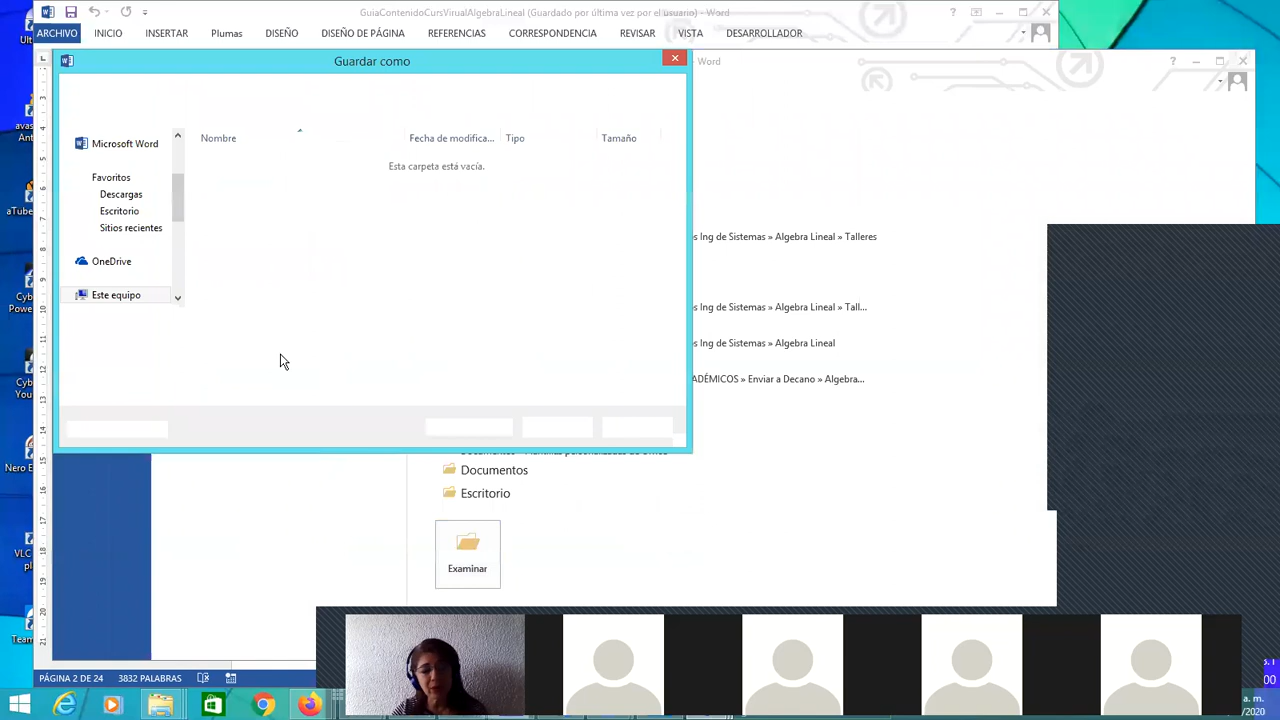 GuiaContenidoCursVirualAlgebraLineal (Guardado por última vez por el usuario) - Word
ARCHIVO INICIO INSERTAR Plumas DISEÑO DISEÑO DE PÁGINA REFERENCIAS CORRESPONDENCIA REVISAR VISTA DESARROLLADOR
Guardar como
Word
Nombre Fecha de modifica... Tipo Tamaño
Microsoft Word
Esta carpeta está vacía.
Favoritos
Descargas
Escritorio
Sitios recientes
OneDrive
Este equipo
Ing de Sistemas » Algebra Lineal » Talleres
Ing de Sistemas » Algebra Lineal » Tall...
Ing de Sistemas » Algebra Lineal
ADÉMICOS » Enviar a Decano » Algebra...
Documentos
Escritorio
Examinar
PÁGINA 2 DE 24 3832 PALABRAS
a. m.
/2020